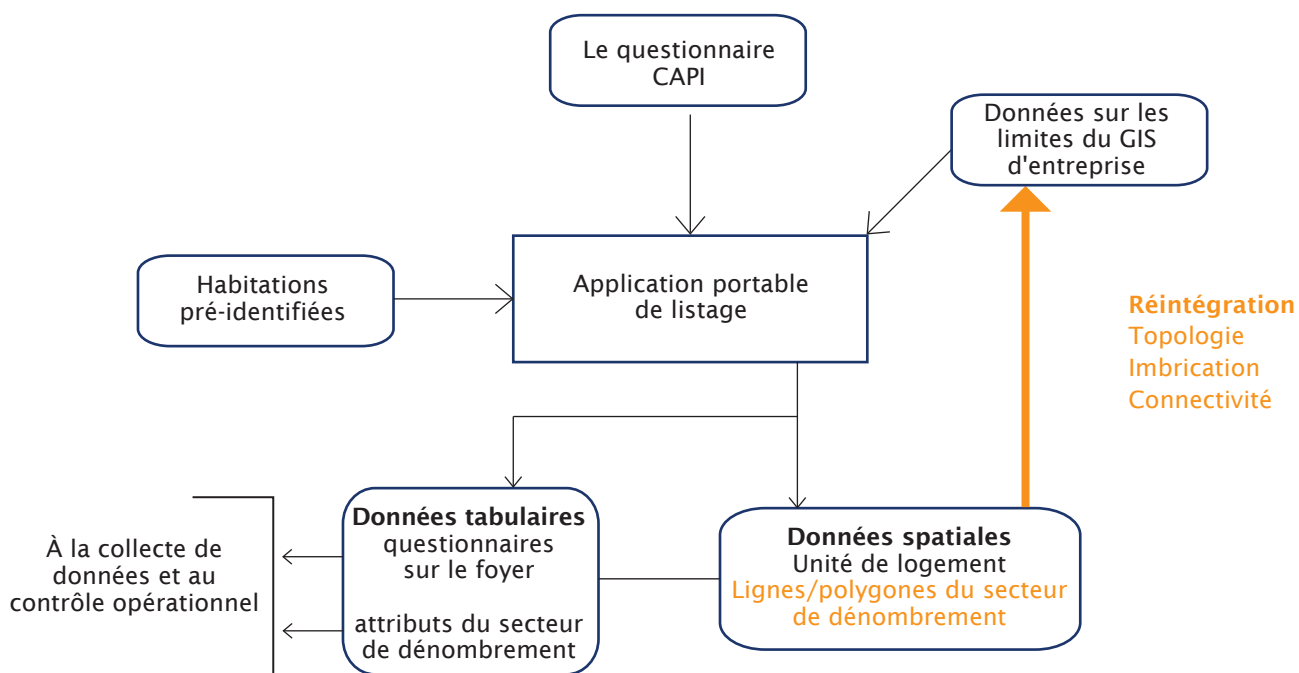 Le questionnaire
CAPI
Données sur les
limites du GIS
d'entreprise
Habitations
pré-identifiées
Application portable
de listage
Réintégration
Topologie
Imbrication
Connectivité
À la collecte de
données et au
contrôle opérationnel
Données tabulaires
questionnaires
sur le foyer
attributs du secteur
de dénombrement
Données spatiales
Unité de logement
Lignes/polygones du secteur
de dénombrement